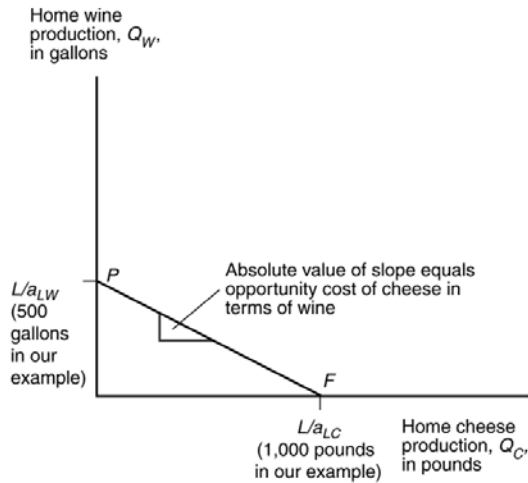 Home wine
production, Q_W,
in gallons
P
Absolute value of slope equals
opportunity cost of cheese in
terms of wine
L/a_LW
(500
gallons
in our
example)
F
L/a_LC
(1,000 pounds
in our example)
Home cheese
production, Q_C,
in pounds